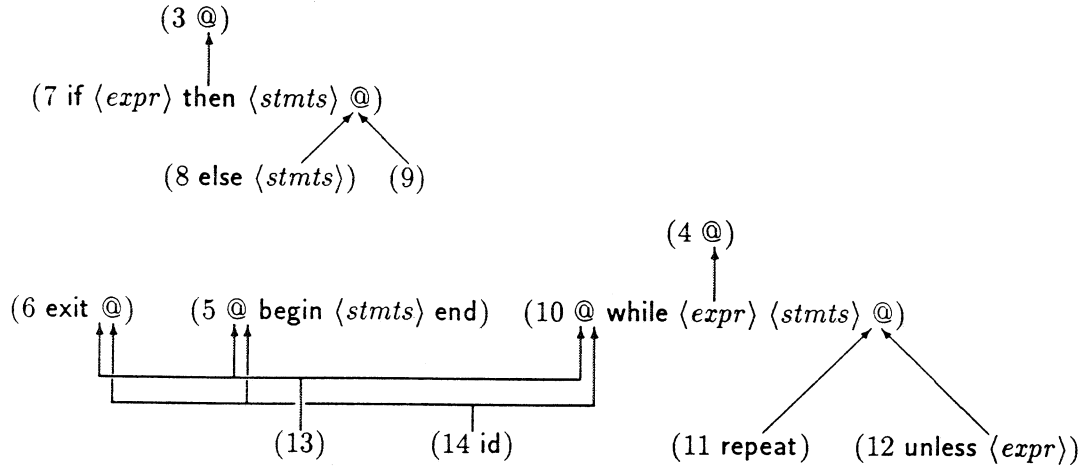 (3 @)
(7 if ⟨expr⟩ then ⟨stmts⟩ @)
(8 else ⟨stmts⟩) (9)
(4 @)
(6 exit @) (5 @ begin ⟨stmts⟩ end) (10 @ while ⟨expr⟩ ⟨stmts⟩ @)
(13) (14 id) (11 repeat) (12 unless ⟨expr⟩)